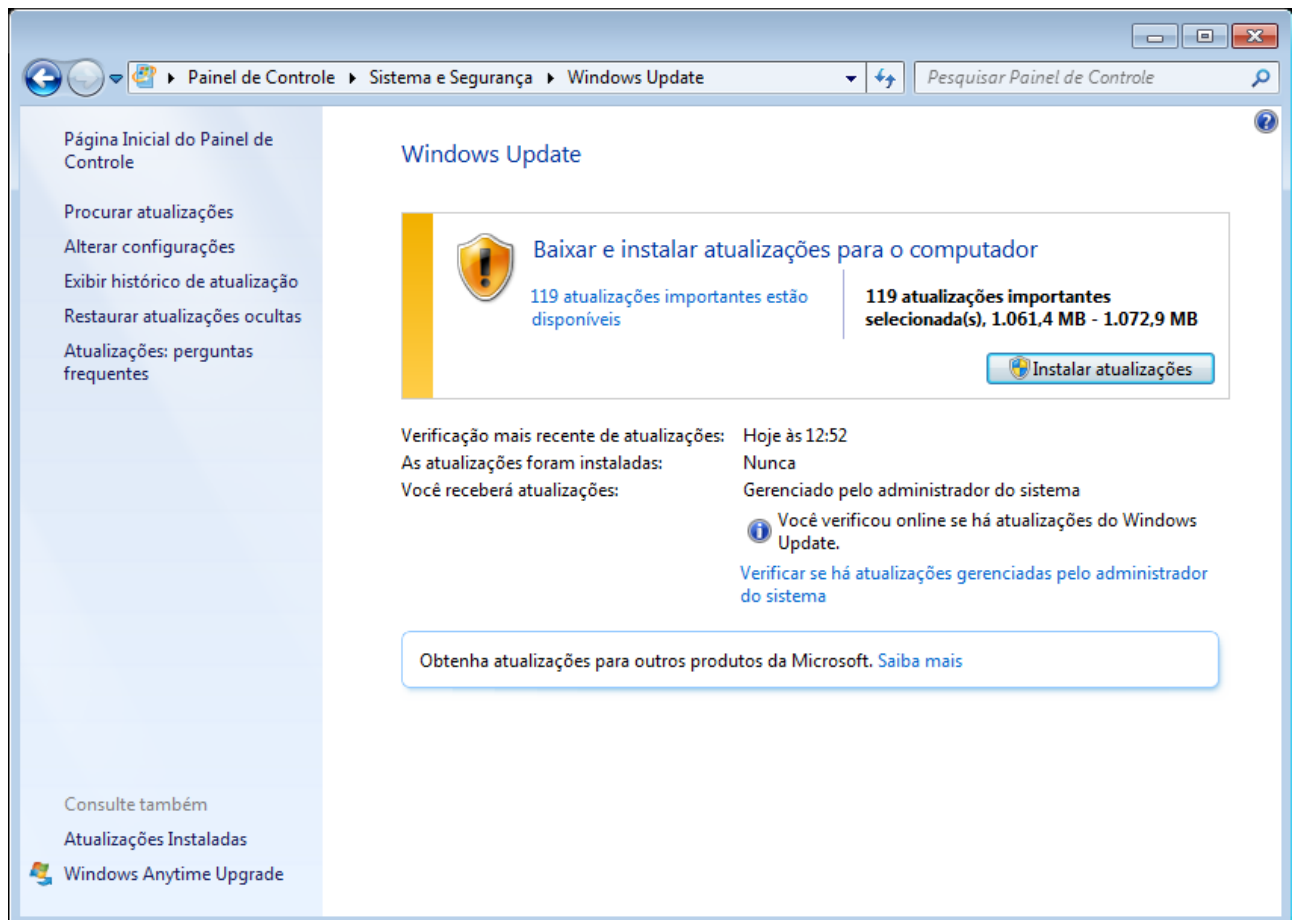 Painel de Controle
Sistema e Segurança
Windows Update
Pesquisar Painel de Controle
Página Inicial do Painel de
Controle
Procurar atualizações
Alterar configurações
Exibir histórico de atualização
Restaurar atualizações ocultas
Atualizações: perguntas
frequentes
Consulte também
Atualizações Instaladas
Windows Anytime Upgrade
Windows Update
Baixar e instalar atualizações para o computador
119 atualizações importantes estão
disponíveis
119 atualizações importantes
selecionada(s), 1.061,4 MB - 1.072,9 MB
Instalar atualizações
Verificação mais recente de atualizações: Hoje às 12:52
As atualizações foram instaladas: Nunca
Você receberá atualizações: Gerenciado pelo administrador do sistema
Você verificou online se há atualizações do Windows
Update.
Verificar se há atualizações gerenciadas pelo administrador
do sistema
Obtenha atualizações para outros produtos da Microsoft. Saiba mais